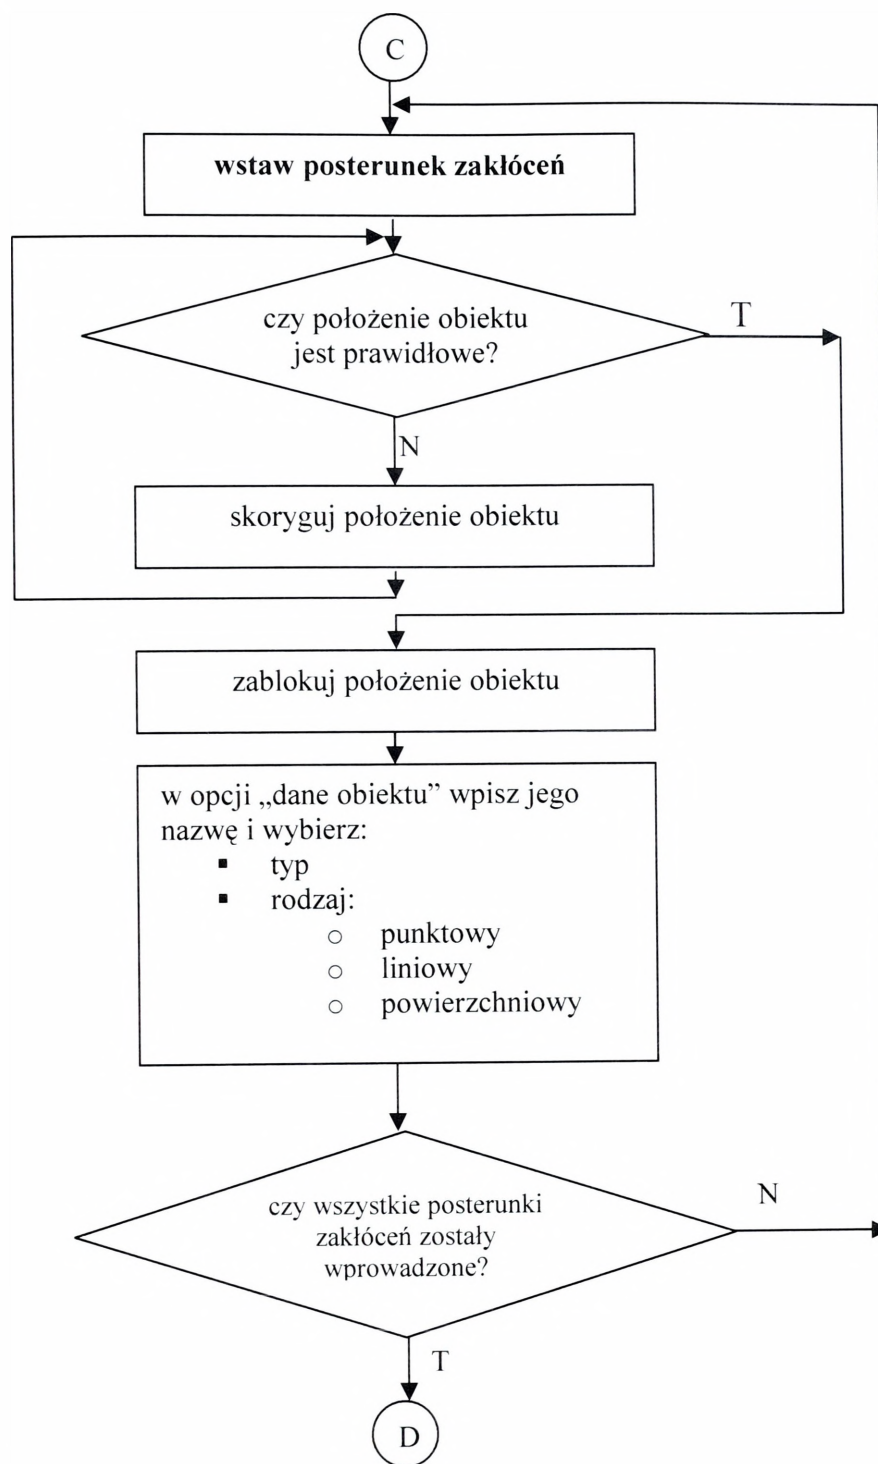 C
wstaw posterunek zakłóceń
czy położenie obiektu
jest prawidłowe?
T
N
skoryguj położenie obiektu
zablokuj położenie obiektu
w opcji „dane obiektu” wpisz jego
nazwę i wybierz:
▪ typ
▪ rodzaj:
○ punktowy
○ liniowy
○ powierzchniowy
czy wszystkie posterunki
zakłóceń zostały
wprowadzone?
N
T
D